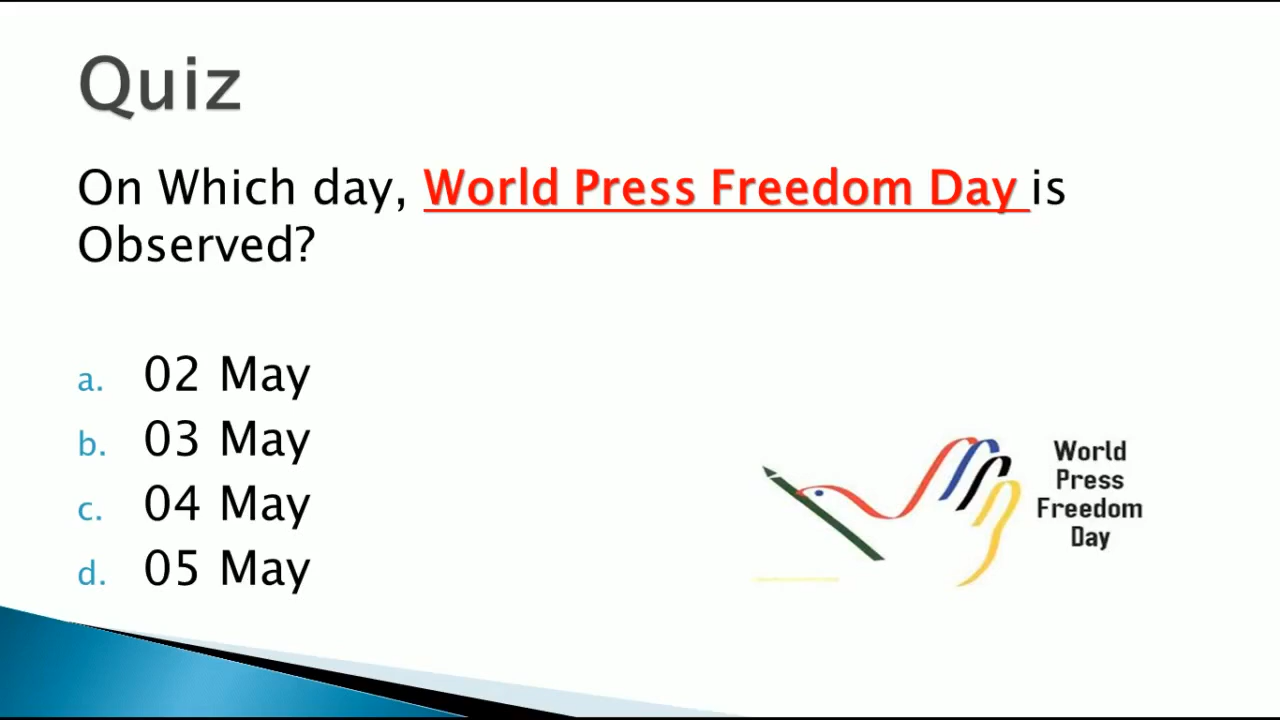 Quiz
On Which day, World Press Freedom Day is
Observed?
a. 02 May
b. 03 May
c. 04 May
d. 05 May
World
Press
Freedom
Day